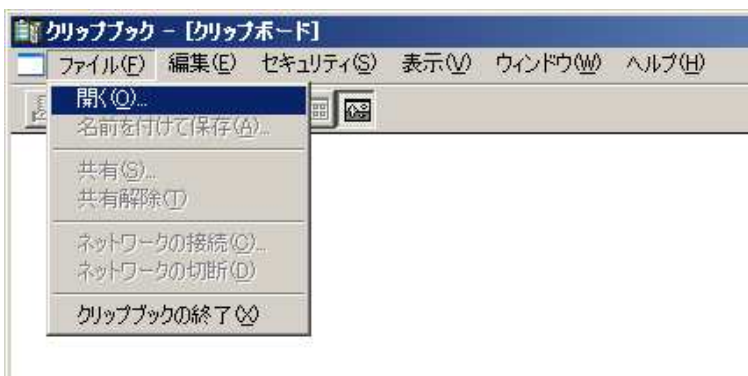 クリップブック - [クリップボード]
ファイル(F) 編集(E) セキュリティ(S) 表示(V) ウィンドウ(W) ヘルプ(H)
開く(O)...
名前を付けて保存(A)...
共有(S)...
共有解除(T)
ネットワークの接続(C)...
ネットワークの切断(D)
クリップブックの終了(X)